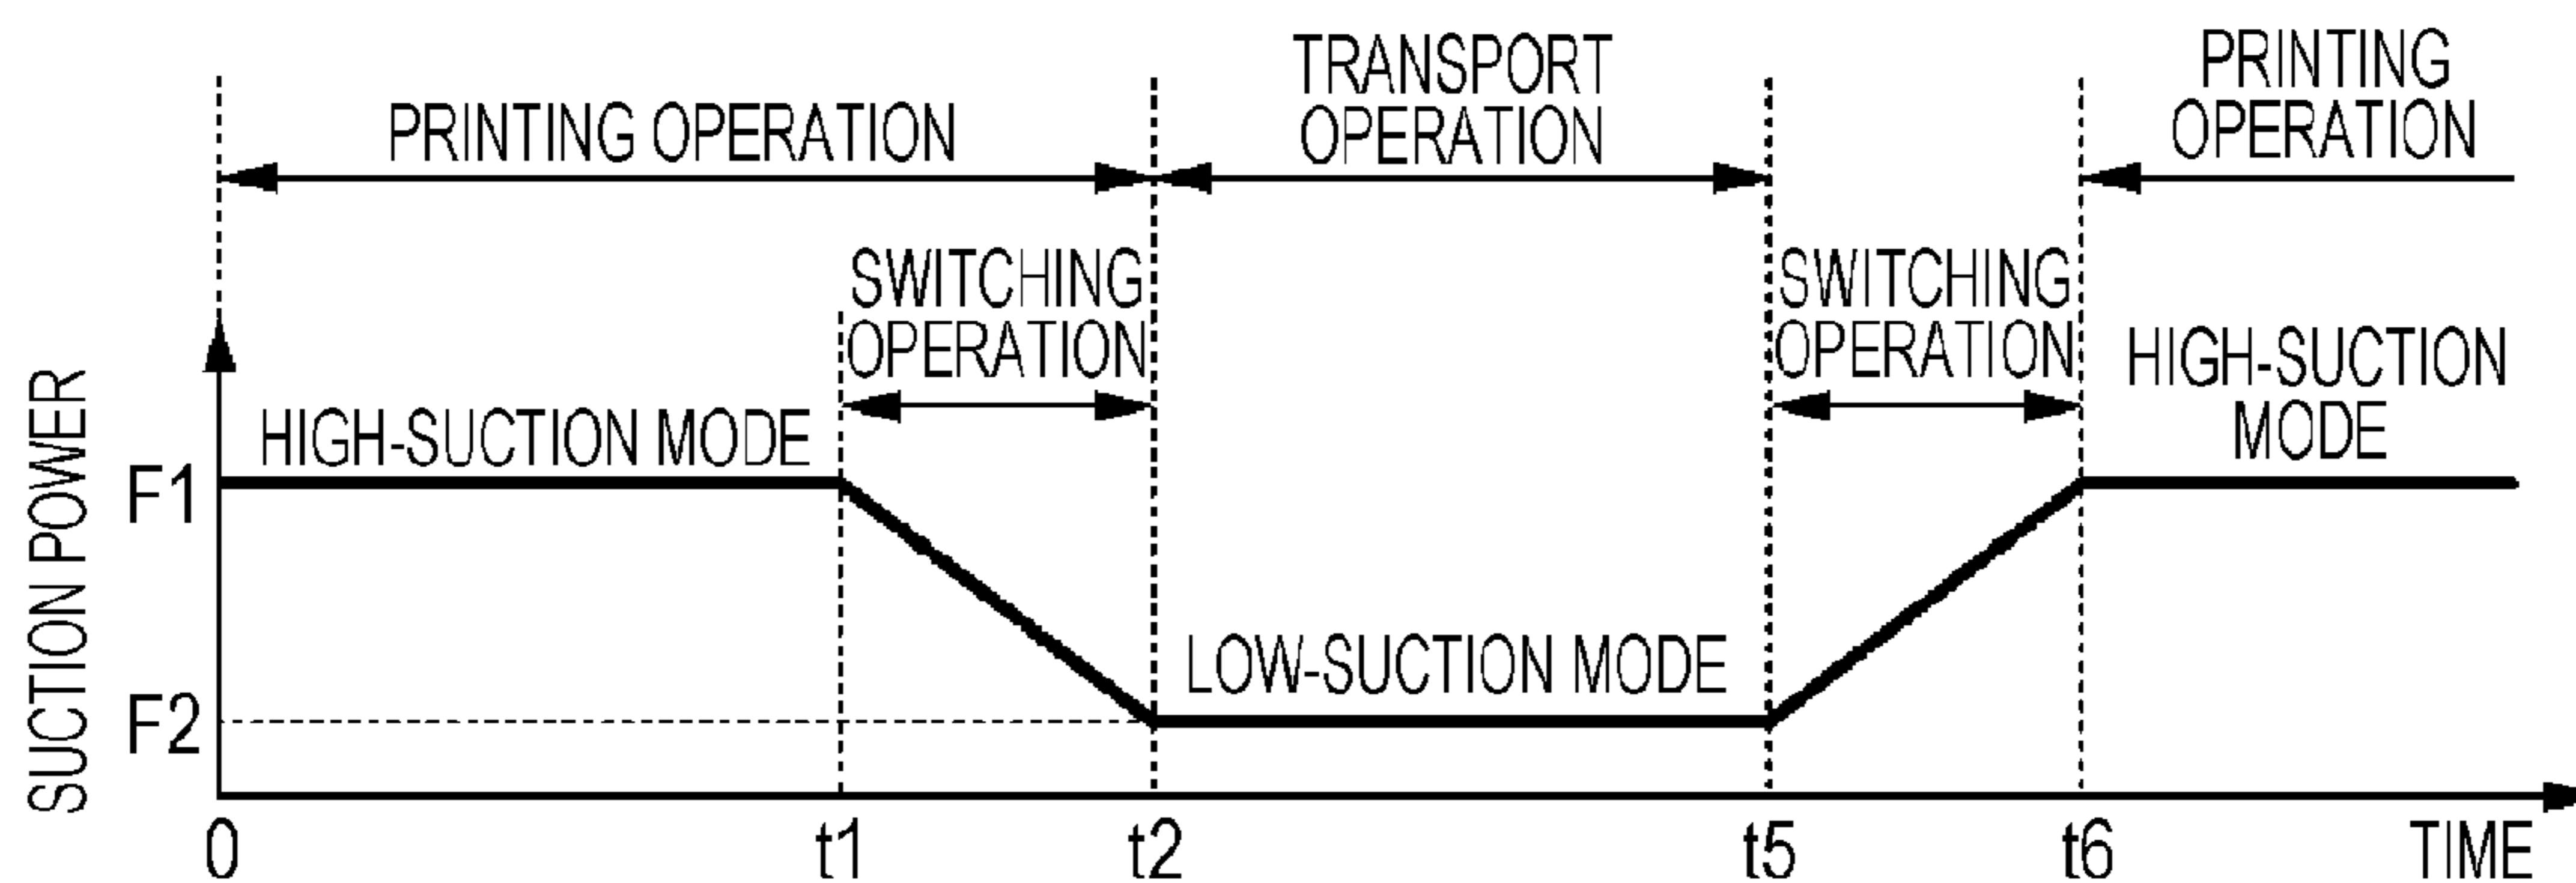 PRINTING OPERATION
TRANSPORT
OPERATION
PRINTING
OPERATION
SWITCHING
OPERATION
SWITCHING
OPERATION
HIGH-SUCTION MODE
HIGH-SUCTION
MODE
LOW-SUCTION MODE
SUCTION POWER
F1
F2
0
t1
t2
t5
t6
TIME